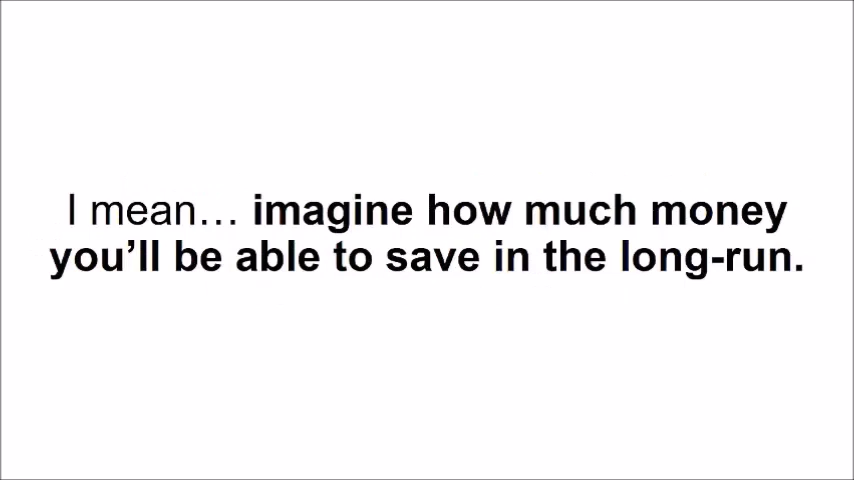 I mean… imagine how much money
you’ll be able to save in the long-run.